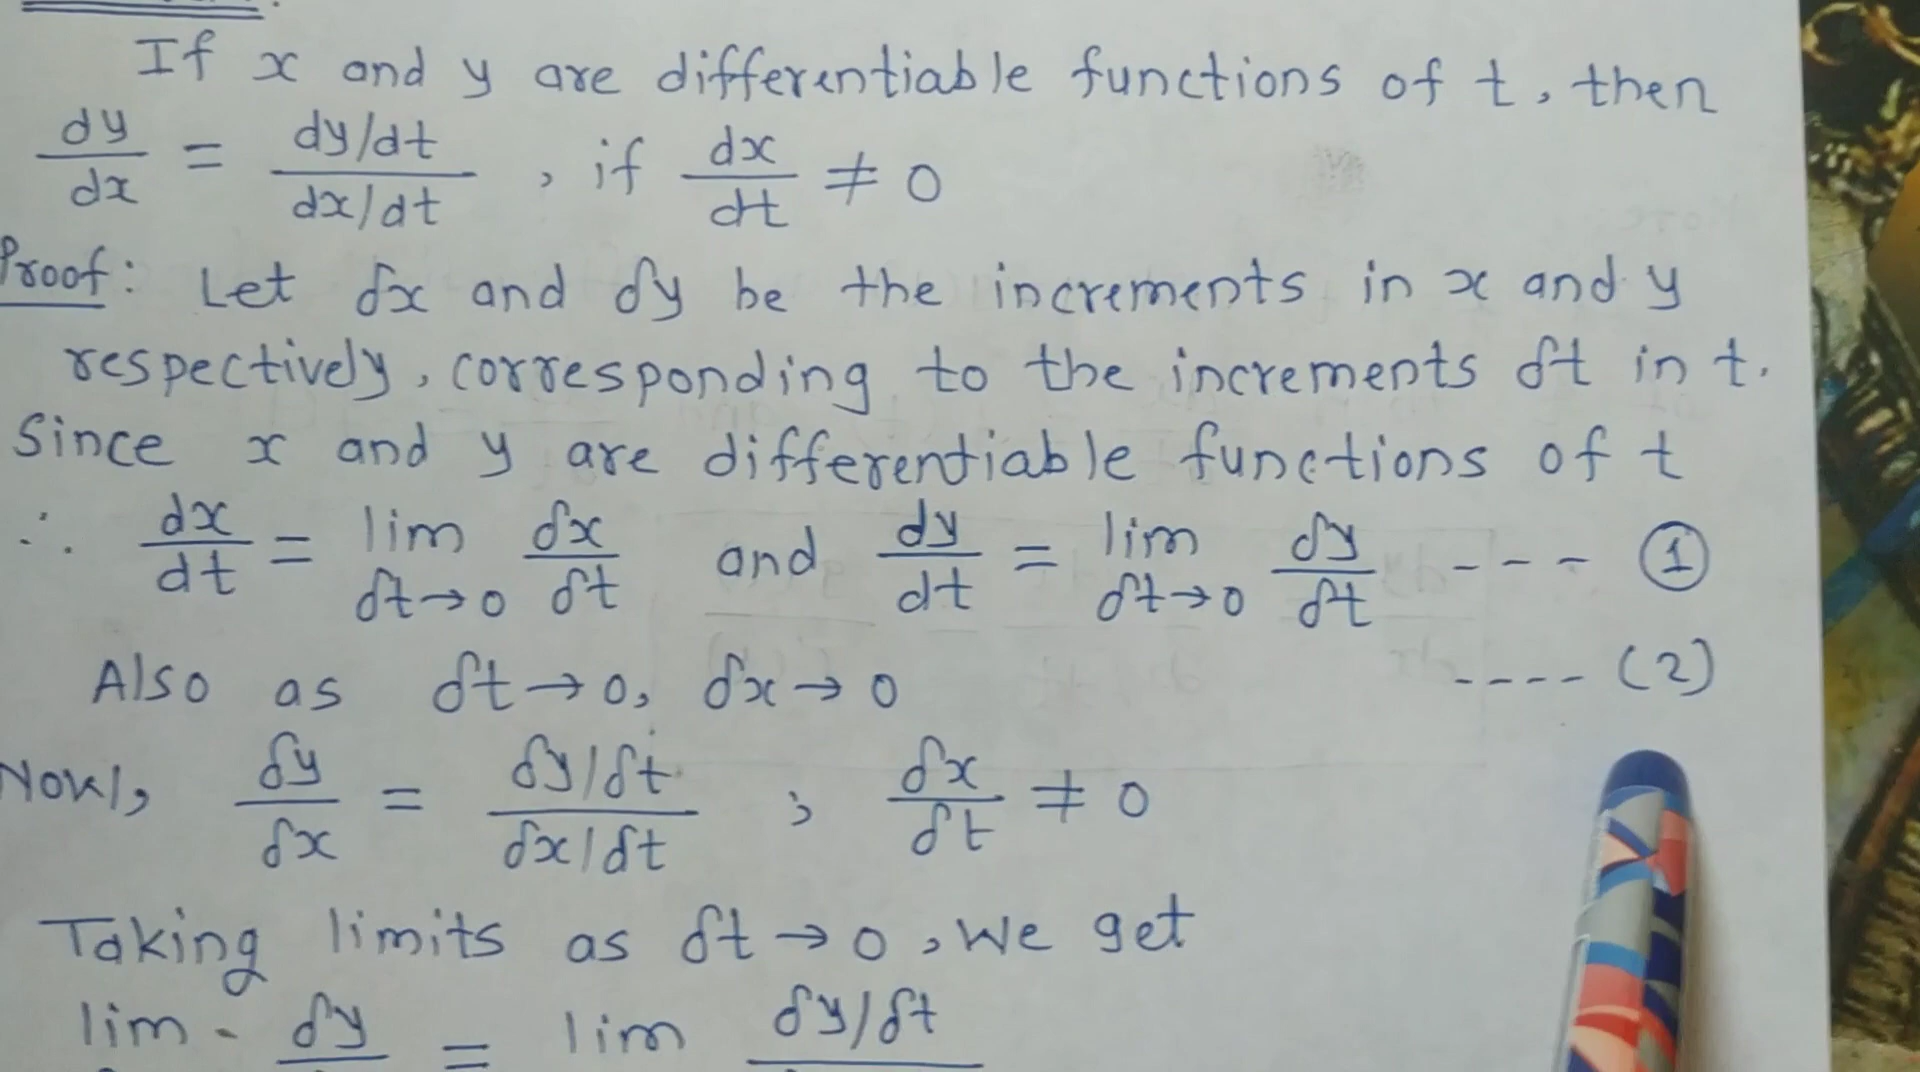 If x and y are differentiable functions of t, then
dy/dx = (dy/dt)/(dx/dt), if dx/dt ≠ 0
Proof: Let δx and δy be the increments in x and y
respectively, corresponding to the increments δt in t.
Since x and y are differentiable functions of t
∴ dx/dt = lim δt→0 δx/δt and dy/dt = lim δt→0 δy/δt ---- ①
Also as δt→0, δx→0 ---- (2)
Now, δy/δx = (δy/δt)/(δx/δt) ; δx/δt ≠ 0
Taking limits as δt→0, we get
lim δy = lim δy/δt